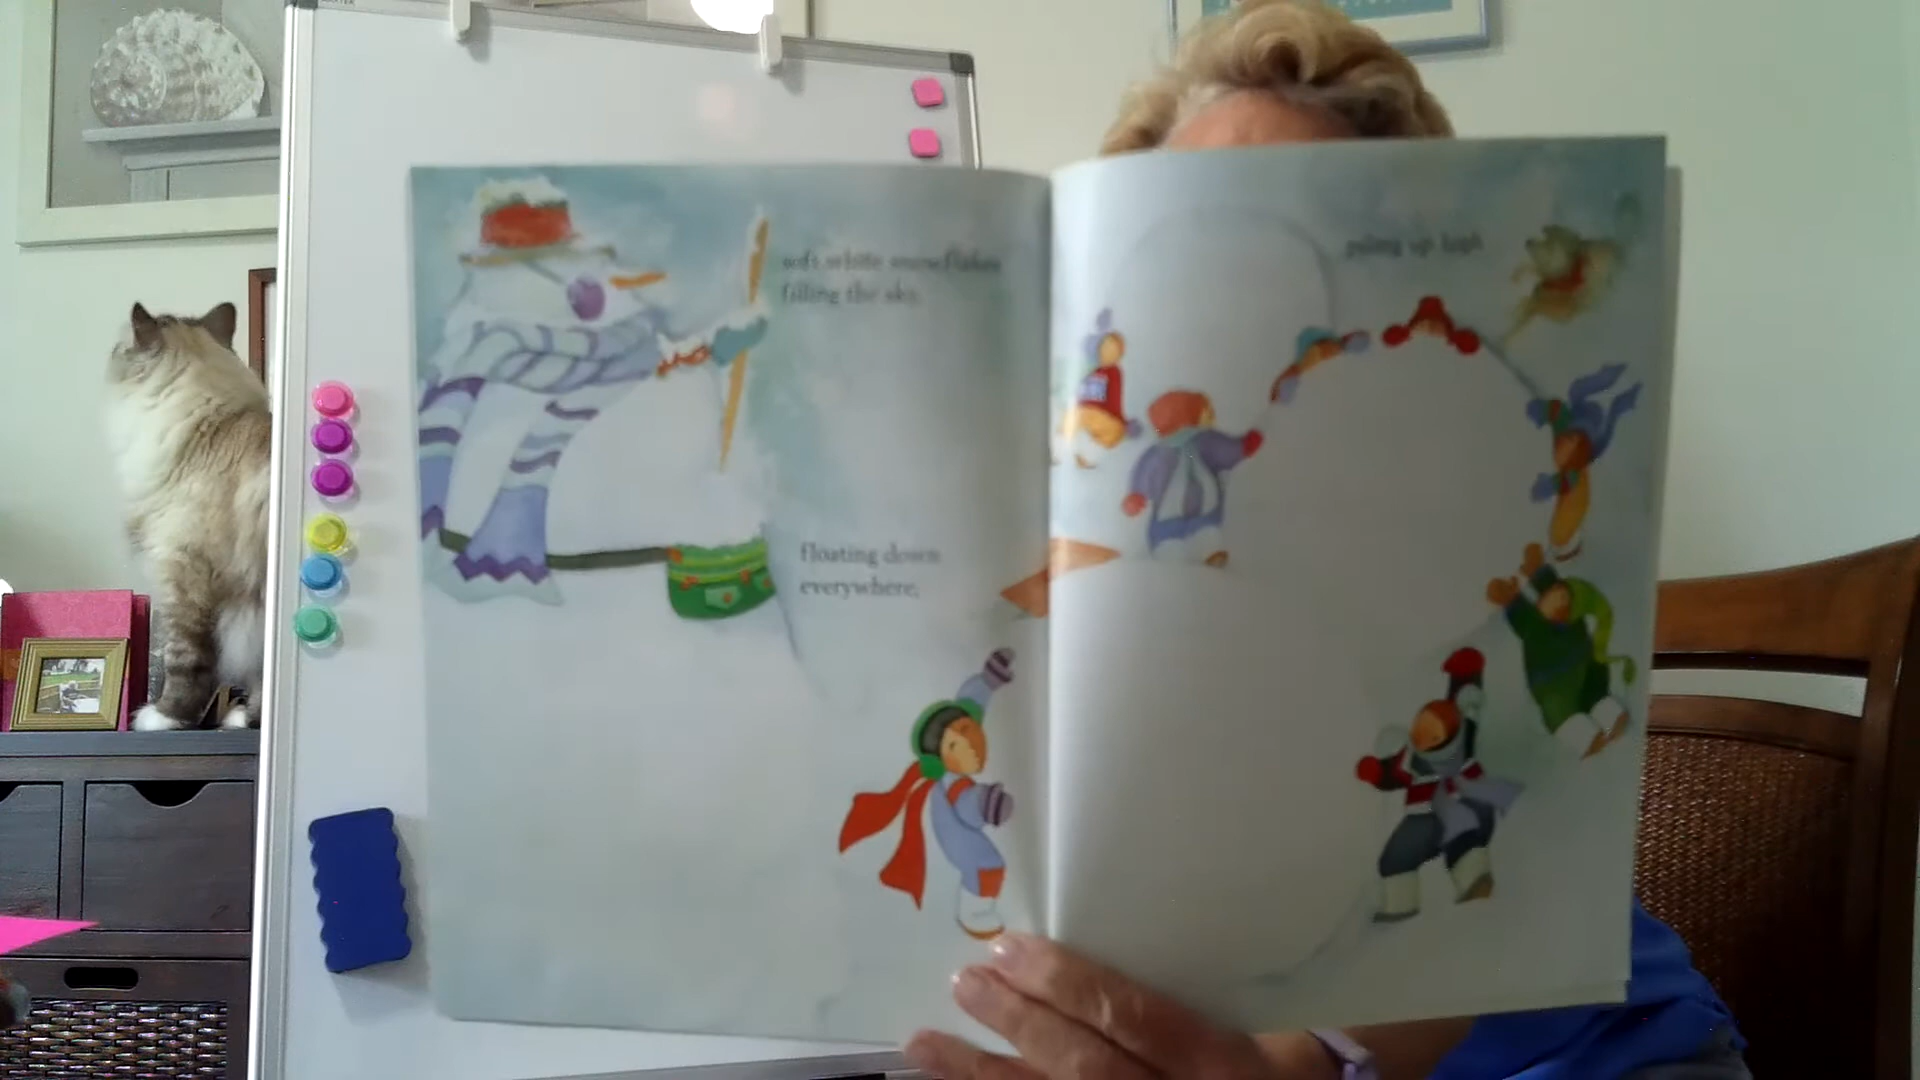 soft white snowflakes
filling the sky,
floating down
everywhere,
piling up high